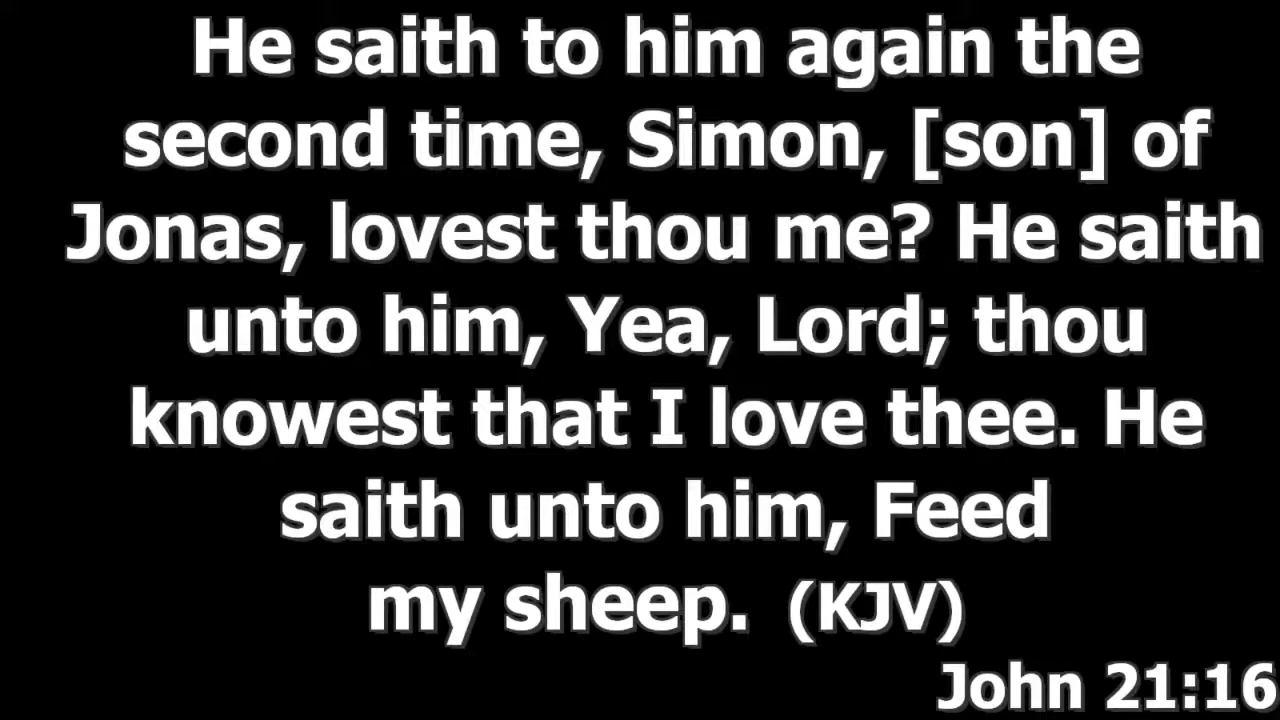 He saith to him again the
second time, Simon, [son] of
Jonas, lovest thou me? He saith
unto him, Yea, Lord; thou
knowest that I love thee. He
saith unto him, Feed
my sheep. (KJV)
John 21:16